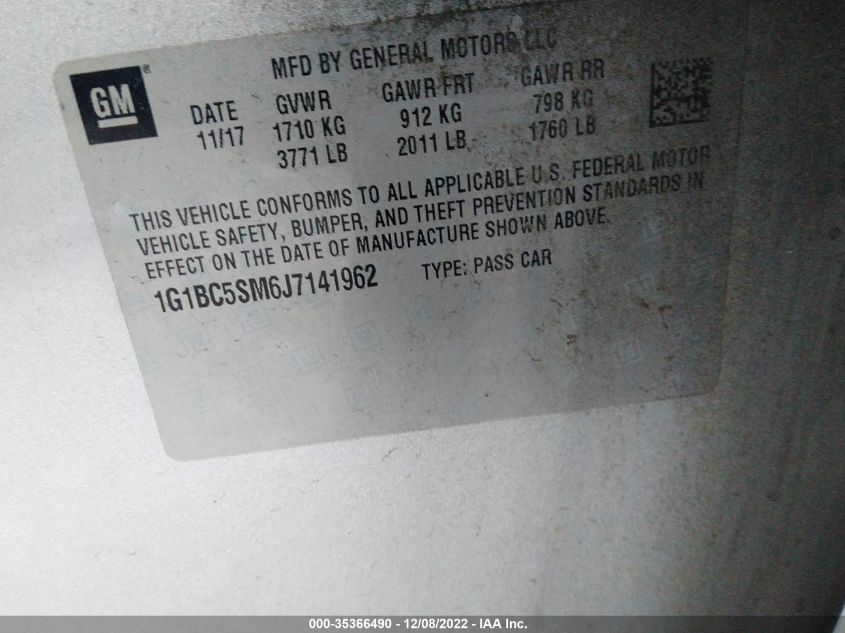 MFD BY GENERAL MOTORS LLC
GM ®
DATE GVWR GAWR FRT GAWR RR
11/17 1710 KG 912 KG 798 KG
3771 LB 2011 LB 1760 LB
THIS VEHICLE CONFORMS TO ALL APPLICABLE U.S. FEDERAL MOTOR
VEHICLE SAFETY, BUMPER, AND THEFT PREVENTION STANDARDS IN
EFFECT ON THE DATE OF MANUFACTURE SHOWN ABOVE.
1G1BC5SM6J7141962 TYPE: PASS CAR
000-35366490 - 12/08/2022 - IAA Inc.